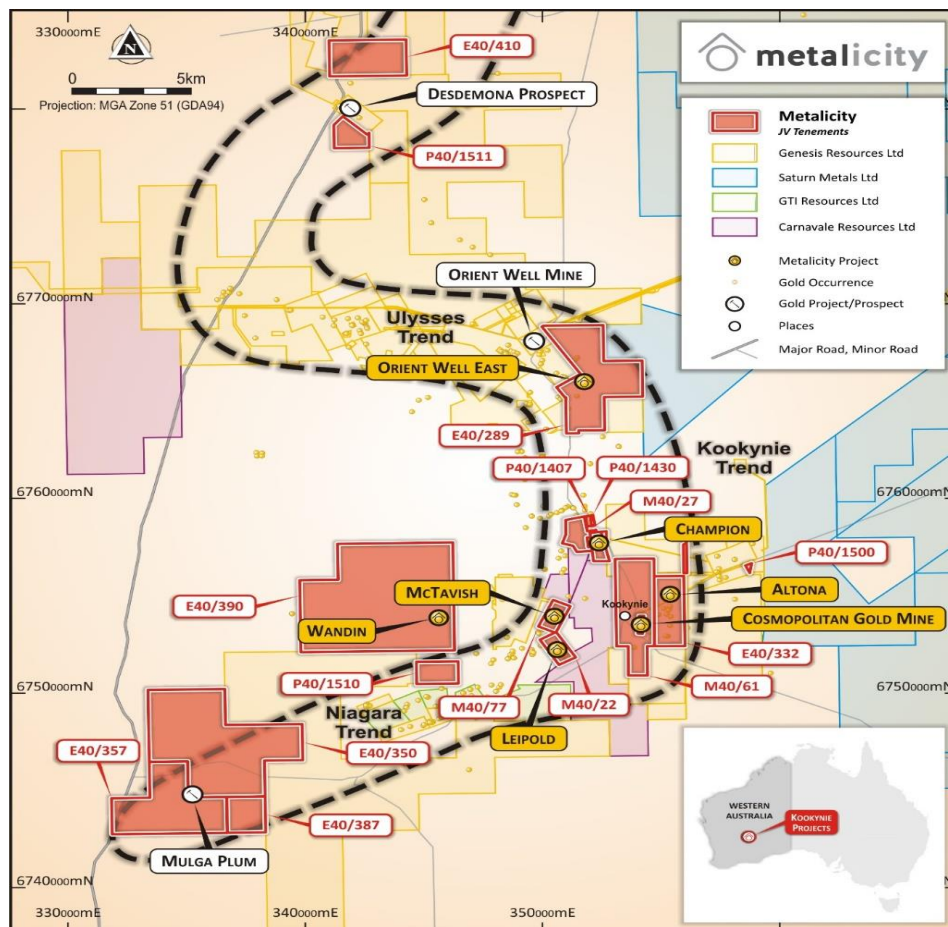 330000mE
340000mE
N
0 5km
Projection: MGA Zone 51 (GDA94)
E40/410
DESDEMONA PROSPECT
P40/1511
metalicity
Metalicity
JV Tenements
Genesis Resources Ltd
Saturn Metals Ltd
GTI Resources Ltd
Carnavale Resources Ltd
Metalicity Project
Gold Occurrence
Gold Project/Prospect
Places
Major Road, Minor Road
ORIENT WELL MINE
6770000mN
Ulysses
Trend
ORIENT WELL EAST
E40/289
Kookynie
Trend
P40/1407
P40/1430
M40/27
6760000mN
6760000mN
CHAMPION
P40/1500
E40/390
MCTAVISH
Kookynie
ALTONA
WANDIN
COSMOPOLITAN GOLD MINE
E40/332
P40/1510
M40/61
6750000mN
6750000mN
M40/77
M40/22
Niagara
Trend
LEIPOLD
E40/357
E40/350
E40/387
MULGA PLUM
WESTERN
AUSTRALIA
KOOKYNIE
PROJECTS
6740000mN
330000mE
340000mE
350000mE